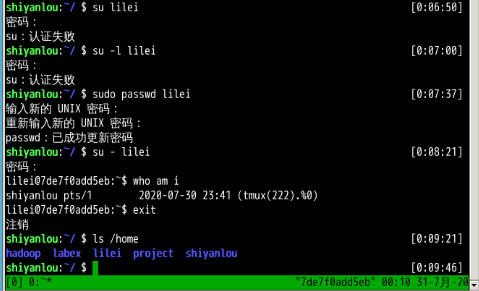 shiyanlou:~/ $ su lilei [0:06:50]
密码：
su：认证失败
shiyanlou:~/ $ su -l lilei [0:07:00]
密码：
su：认证失败
shiyanlou:~/ $ sudo passwd lilei [0:07:37]
输入新的 UNIX 密码：
重新输入新的 UNIX 密码：
passwd：已成功更新密码
shiyanlou:~/ $ su - lilei [0:08:21]
密码：
lilei@7de7f0add5eb:~$ who am i
shiyanlou pts/1 2020-07-30 23:41 (tmux(222).%0)
lilei@7de7f0add5eb:~$ exit
注销
shiyanlou:~/ $ ls /home [0:09:21]
hadoop labex lilei project shiyanlou
shiyanlou:~/ $ [0:09:46]
[0] 0:~* "7de7f0add5eb" 00:10 31-7月-20